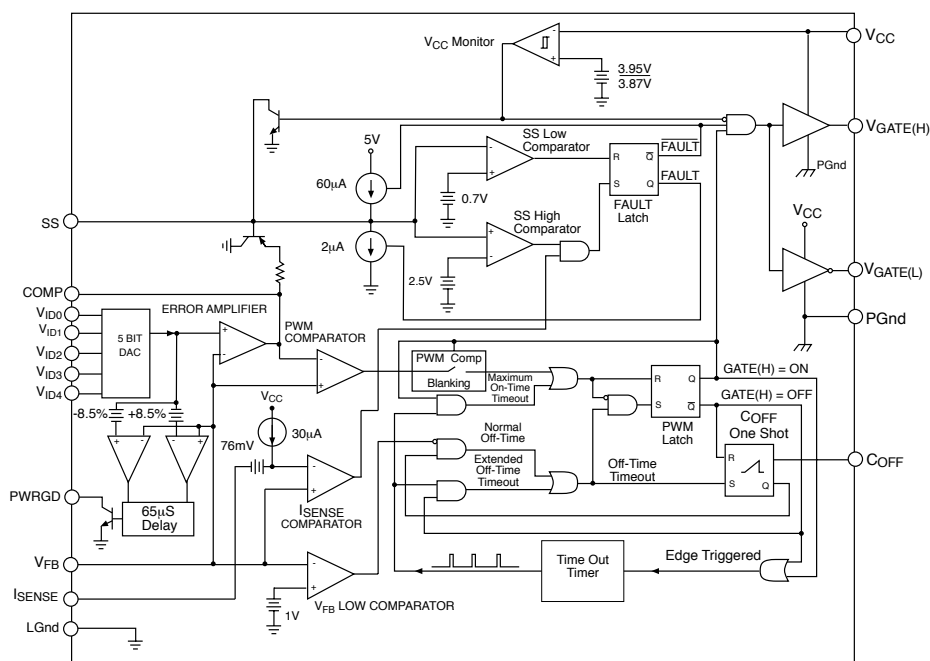 VCC Monitor
VCC
3.95V
3.87V
-
+
VGATE(H)
PGnd
5V
SS Low
Comparator
-
+
0.7V
60µA
R
Q
FAULT
S
Q
FAULT
FAULT
Latch
SS
2µA
SS High
Comparator
+
-
2.5V
VCC
VGATE(L)
PGnd
COMP
ERROR AMPLIFIER
VID0
VID1
VID2
VID3
VID4
5 BIT
DAC
+
-
PWM
COMPARATOR
-
+
PWM Comp
Blanking
Maximum
On-Time
Timeout
R
Q
S
Q
PWM
Latch
GATE(H) = ON
GATE(H) = OFF
COFF
One Shot
R
S
Q
COFF
-8.5%
+8.5%
+
-
-
+
VCC
30µA
76mV
-
+
ISENSE
COMPARATOR
Normal
Off-Time
Extended
Off-Time
Timeout
Off-Time
Timeout
PWRGD
65µS
Delay
VFB
-
+
VFB LOW COMPARATOR
1V
Time Out
Timer
Edge Triggered
ISENSE
LGnd